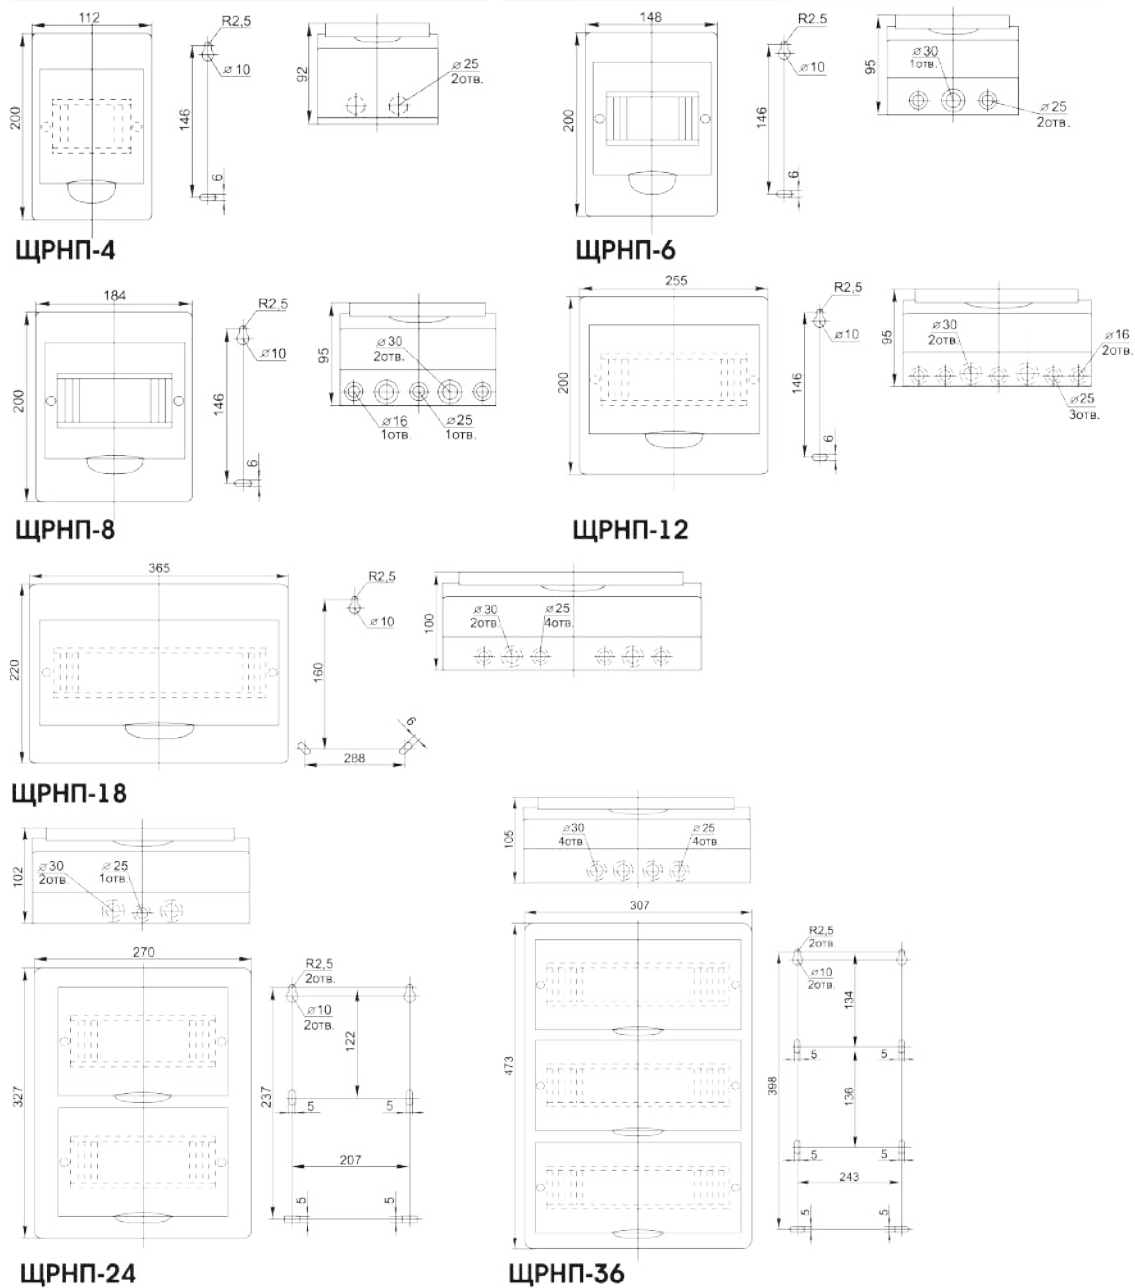 112
R2,5
⌀10
200
146
6
92
⌀25
2отв.
ЩРНП-4
148
R2.5
⌀10
200
146
6
95
⌀30
1отв.
⌀25
2отв.
ЩРНП-6
184
R2,5
⌀10
200
146
6
95
⌀30
2отв.
⌀16
1отв.
⌀25
1отв.
ЩРНП-8
255
R2,5
⌀10
200
146
6
95
⌀30
2отв.
⌀16
2отв.
⌀25
3отв.
ЩРНП-12
365
R2,5
⌀10
220
160
6
288
100
⌀30
2отв.
⌀25
4отв.
ЩРНП-18
102
⌀30
2отв.
⌀25
1отв.
270
327
R2,5
2отв.
⌀10
2отв.
122
237
5
5
207
5
5
ЩРНП-24
105
⌀30
4отв
⌀25
4отв
307
473
R2,5
2отв.
⌀10
2отв.
134
398
5
5
136
5
5
243
5
5
ЩРНП-36